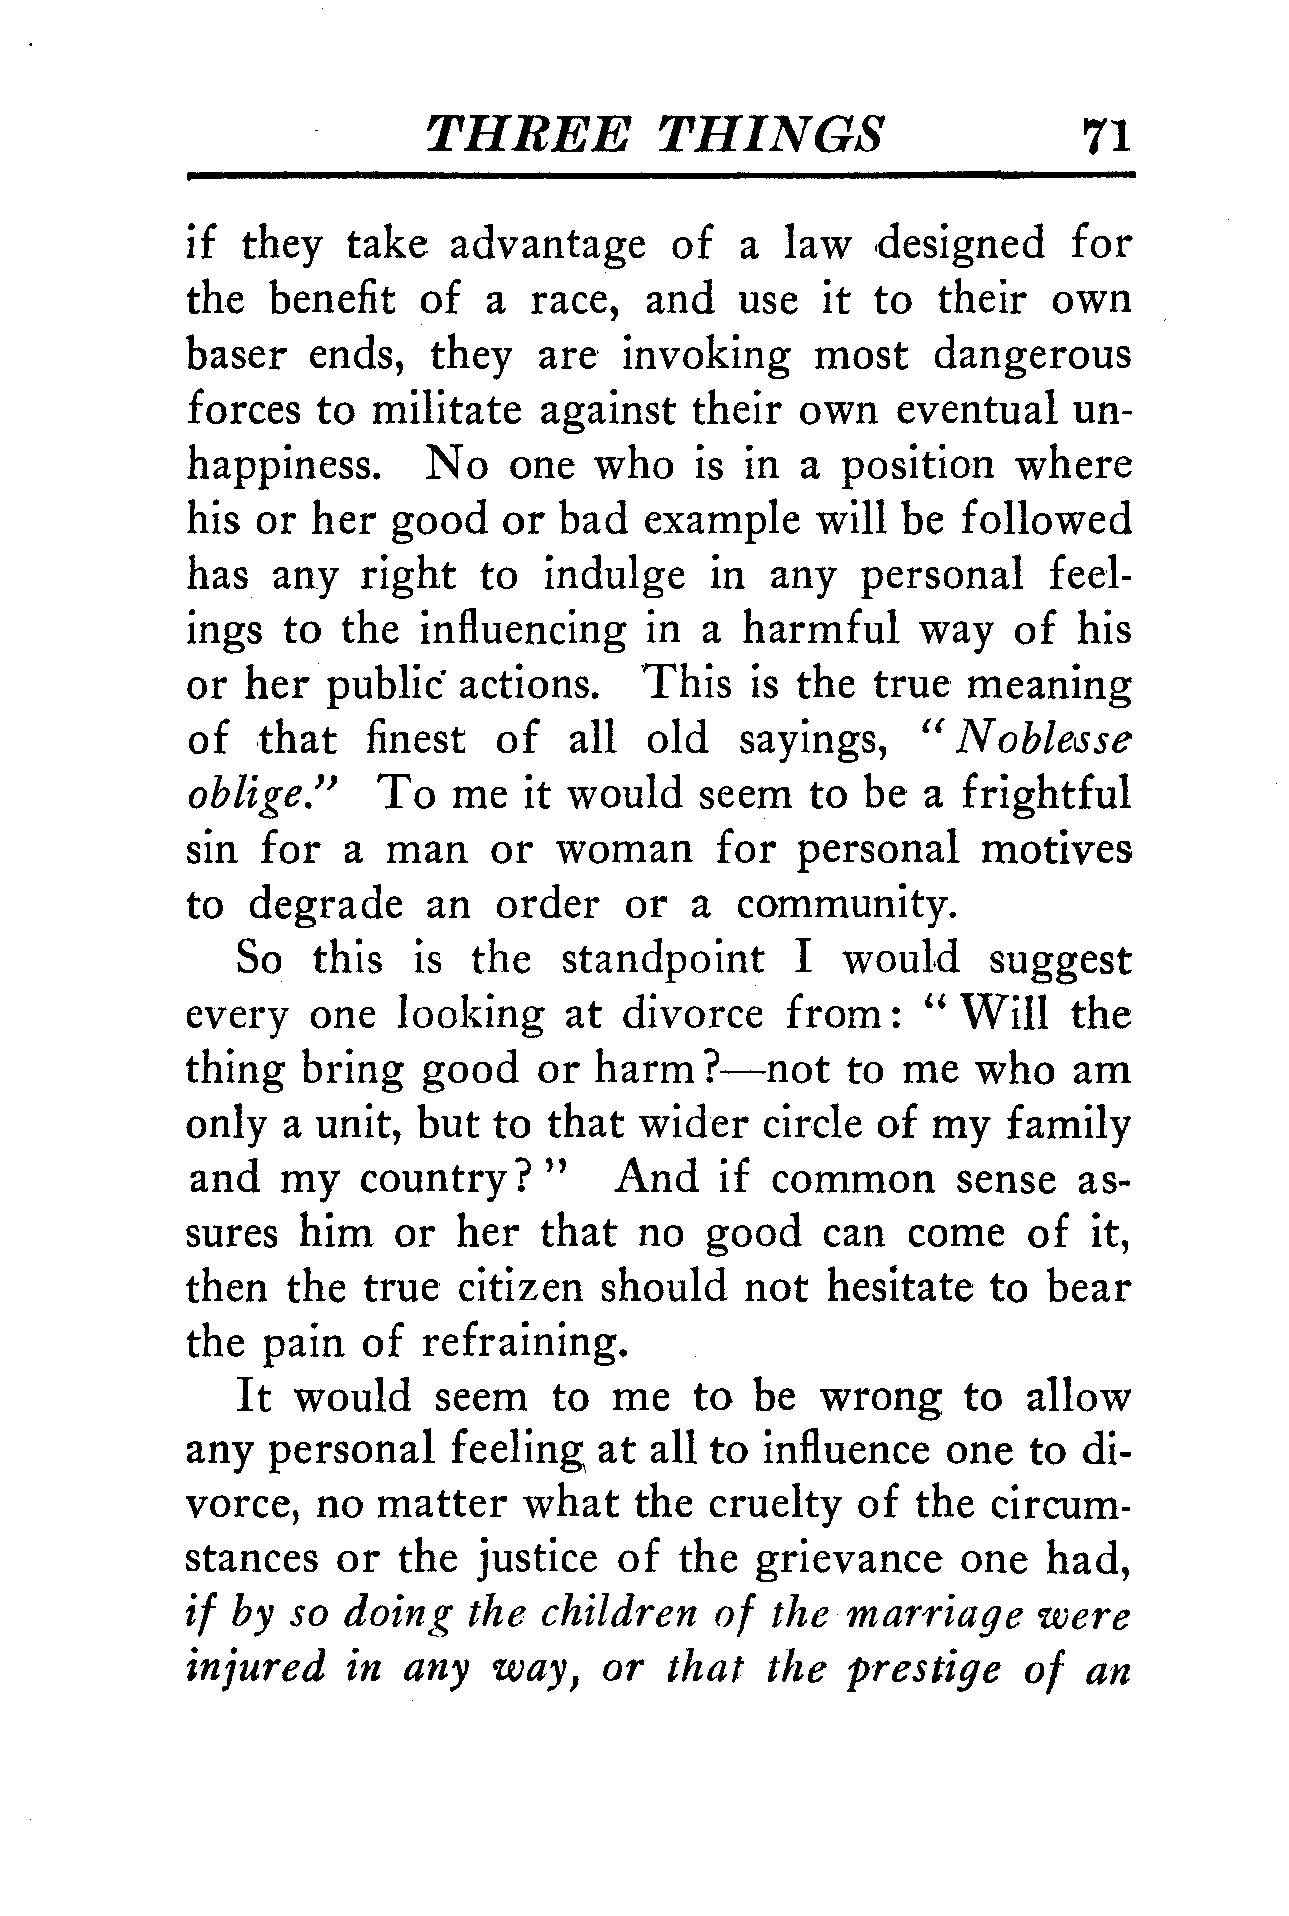 THREE THINGS 71
if they take advantage of a law designed for
the benefit of a race, and use it to their own
baser ends, they are invoking most dangerous
forces to militate against their own eventual un-
happiness. No one who is in a position where
his or her good or bad example will be followed
has any right to indulge in any personal feel-
ings to the influencing in a harmful way of his
or her public actions. This is the true meaning
of that finest of all old sayings, "Noblesse
oblige." To me it would seem to be a frightful
sin for a man or woman for personal motives
to degrade an order or a community.
So this is the standpoint I would suggest
every one looking at divorce from: "Will the
thing bring good or harm?—not to me who am
only a unit, but to that wider circle of my family
and my country?" And if common sense as-
sures him or her that no good can come of it,
then the true citizen should not hesitate to bear
the pain of refraining.
It would seem to me to be wrong to allow
any personal feeling at all to influence one to di-
vorce, no matter what the cruelty of the circum-
stances or the justice of the grievance one had,
if by so doing the children of the marriage were
injured in any way, or that the prestige of an